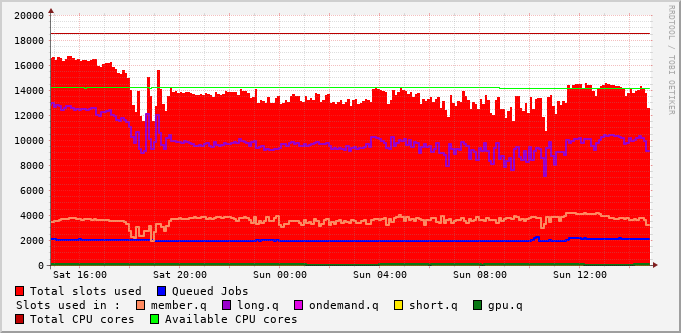 20000
18000
16000
14000
12000
10000
8000
6000
4000
2000
0
Sat 16:00 Sat 20:00 Sun 00:00 Sun 04:00 Sun 08:00 Sun 12:00
Total slots used Queued Jobs
Slots used in : member.q long.q ondemand.q short.q gpu.q
Total CPU cores Available CPU cores
RRDTOOL / TOBI OETIKER